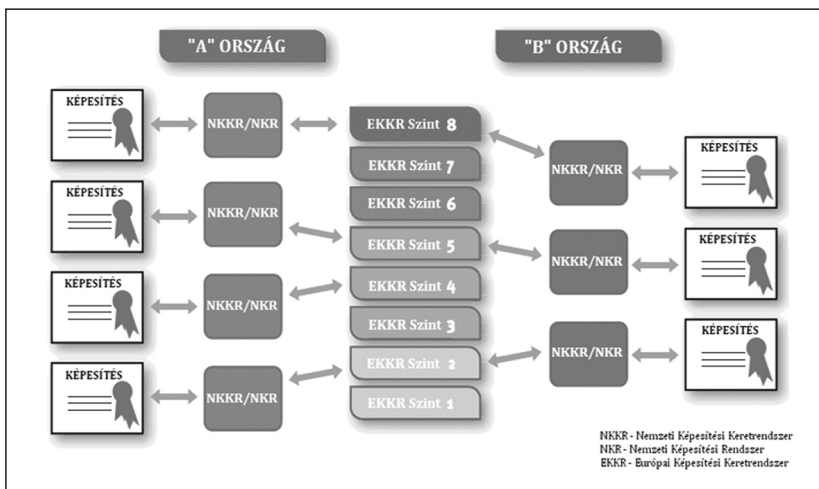 "A" ORSZÁG
"B" ORSZÁG
KÉPESÍTÉS
NKKR/NKR
KÉPESÍTÉS
NKKR/NKR
KÉPESÍTÉS
NKKR/NKR
KÉPESÍTÉS
NKKR/NKR
EKKR Szint 8
EKKR Szint 7
EKKR Szint 6
EKKR Szint 5
EKKR Szint 4
EKKR Szint 3
EKKR Szint 2
EKKR Szint 1
NKKR/NKR
KÉPESÍTÉS
NKKR/NKR
KÉPESÍTÉS
NKKR/NKR
KÉPESÍTÉS
NKKR - Nemzeti Képesítési Keretrendszer
NKR - Nemzeti Képesítési Rendszer
EKKR - Európai Képesítési Keretrendszer